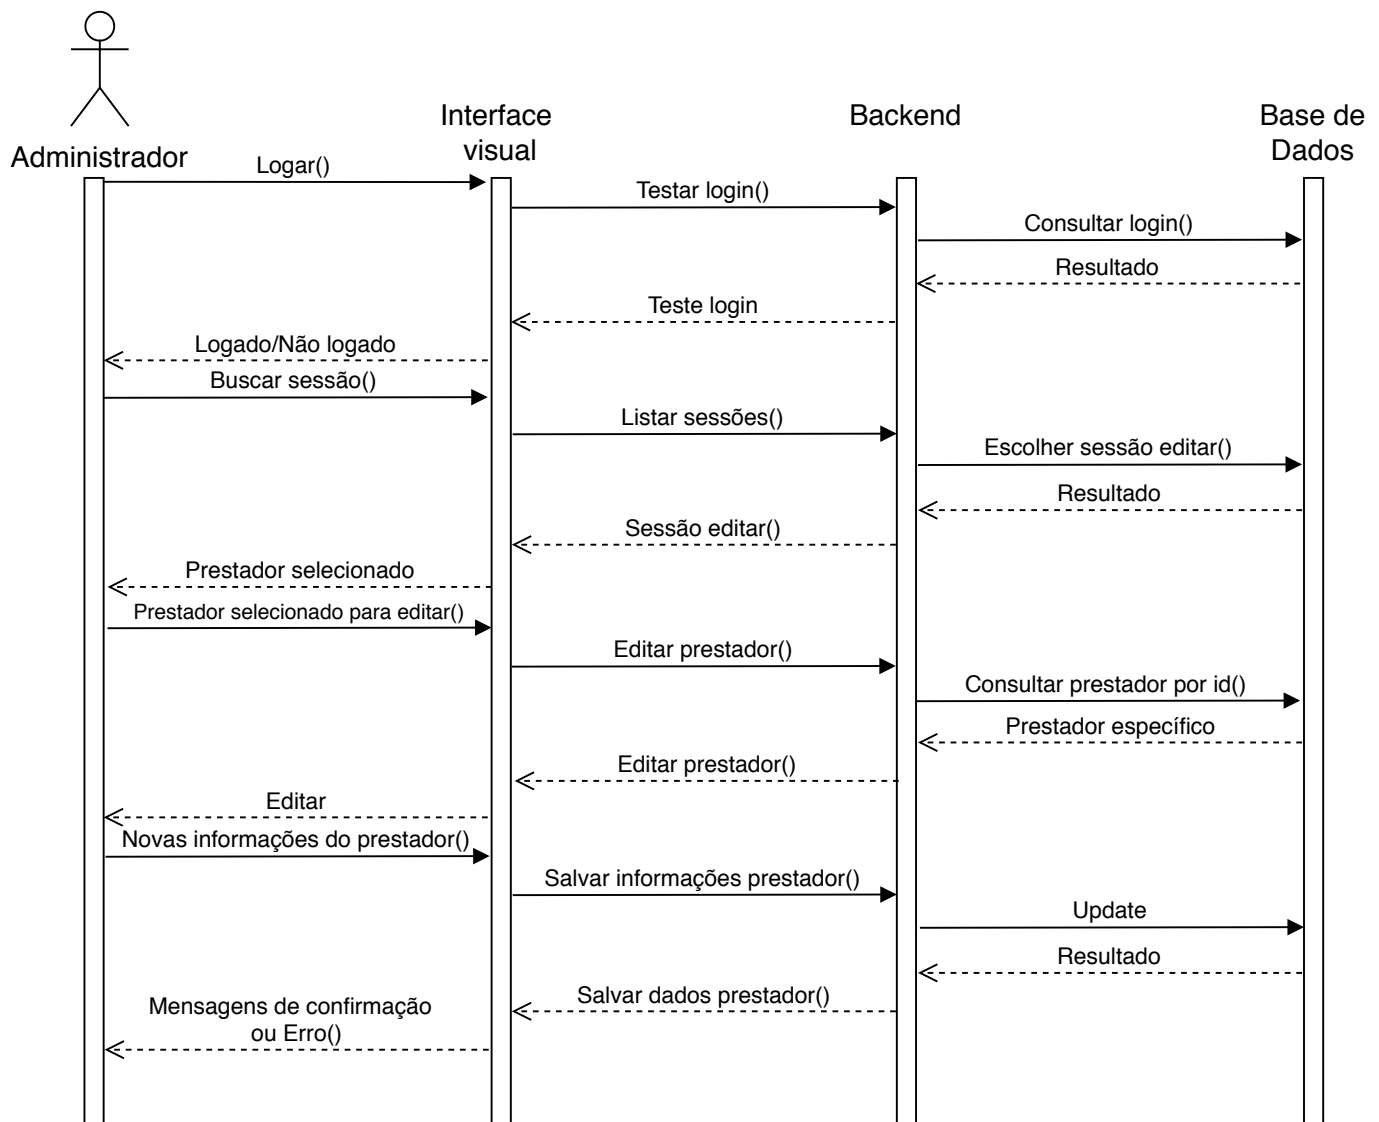 Interface
visual
Backend
Base de
Dados
Administrador
Logar()
Testar login()
Consultar login()
Resultado
Teste login
Logado/Não logado
Buscar sessão()
Listar sessões()
Escolher sessão editar()
Resultado
Sessão editar()
Prestador selecionado
Prestador selecionado para editar()
Editar prestador()
Consultar prestador por id()
Prestador específico
Editar prestador()
Editar
Novas informações do prestador()
Salvar informações prestador()
Update
Resultado
Salvar dados prestador()
Mensagens de confirmação
ou Erro()